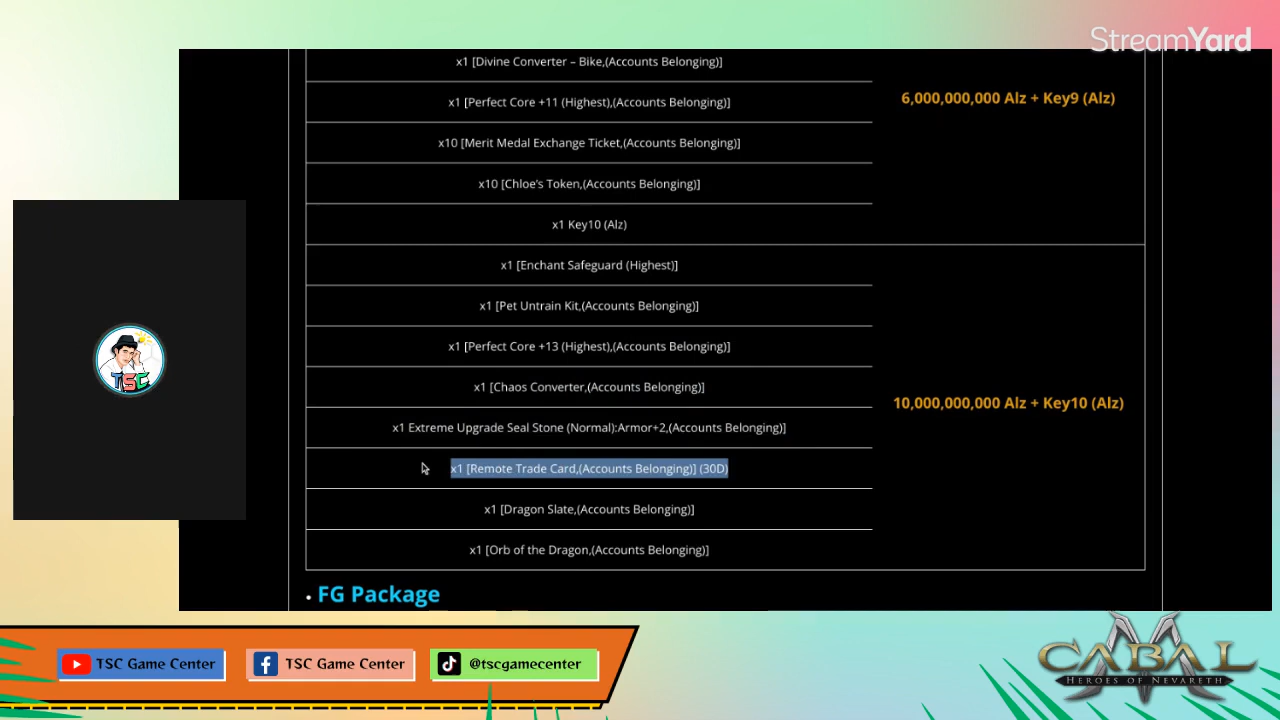 StreamYard
x1 [Divine Converter – Bike,(Accounts Belonging)]
x1 [Perfect Core +11 (Highest),(Accounts Belonging)]
6,000,000,000 Alz + Key9 (Alz)
x10 [Merit Medal Exchange Ticket,(Accounts Belonging)]
x10 [Chloe's Token,(Accounts Belonging)]
x1 Key10 (Alz)
x1 [Enchant Safeguard (Highest)]
x1 [Pet Untrain Kit,(Accounts Belonging)]
x1 [Perfect Core +13 (Highest),(Accounts Belonging)]
x1 [Chaos Converter,(Accounts Belonging)]
10,000,000,000 Alz + Key10 (Alz)
x1 Extreme Upgrade Seal Stone (Normal):Armor+2,(Accounts Belonging)]
x1 [Remote Trade Card,(Accounts Belonging)] (30D)
x1 [Dragon Slate,(Accounts Belonging)]
x1 [Orb of the Dragon,(Accounts Belonging)]
• FG Package
TSC
TSC Game Center
TSC Game Center
@tscgamecenter
CABAL M
HEROES OF NEVARETH